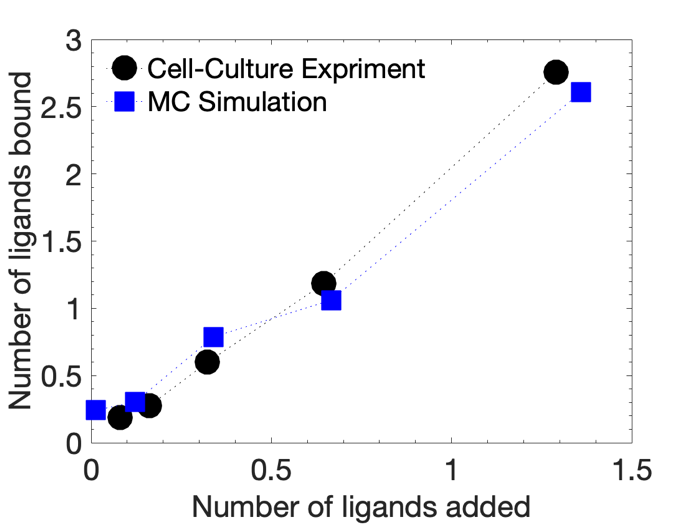 3
2.5
2
1.5
1
0.5
0
Number of ligands bound
Cell-Culture Expriment
MC Simulation
0 0.5 1 1.5
Number of ligands added